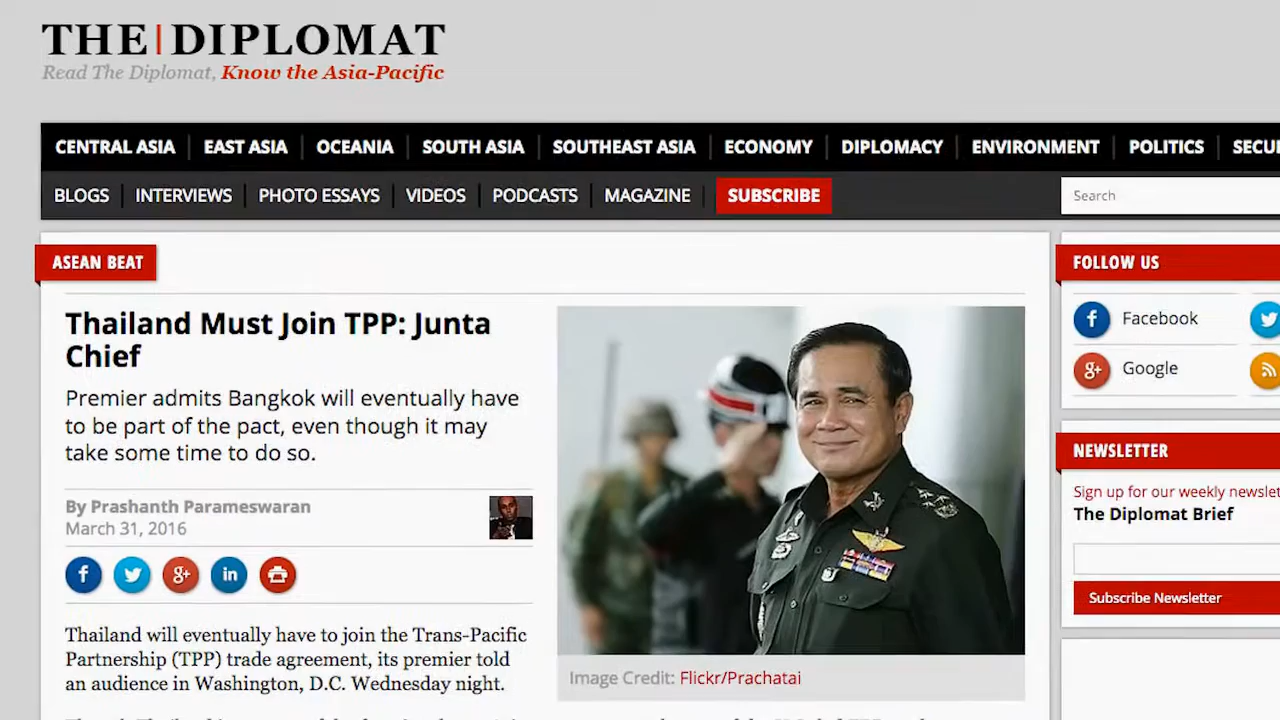 THE|DIPLOMAT
Read The Diplomat, Know the Asia-Pacific
CENTRAL ASIA EAST ASIA OCEANIA SOUTH ASIA SOUTHEAST ASIA ECONOMY DIPLOMACY ENVIRONMENT POLITICS SECU
BLOGS INTERVIEWS PHOTO ESSAYS VIDEOS PODCASTS MAGAZINE SUBSCRIBE Search
ASEAN BEAT
Thailand Must Join TPP: Junta
Chief
Premier admits Bangkok will eventually have
to be part of the pact, even though it may
take some time to do so.
By Prashanth Parameswaran
March 31, 2016
Thailand will eventually have to join the Trans-Pacific
Partnership (TPP) trade agreement, its premier told
an audience in Washington, D.C. Wednesday night.
Image Credit: Flickr/Prachatai
FOLLOW US
Facebook
Google
NEWSLETTER
Sign up for our weekly newslet
The Diplomat Brief
Subscribe Newsletter